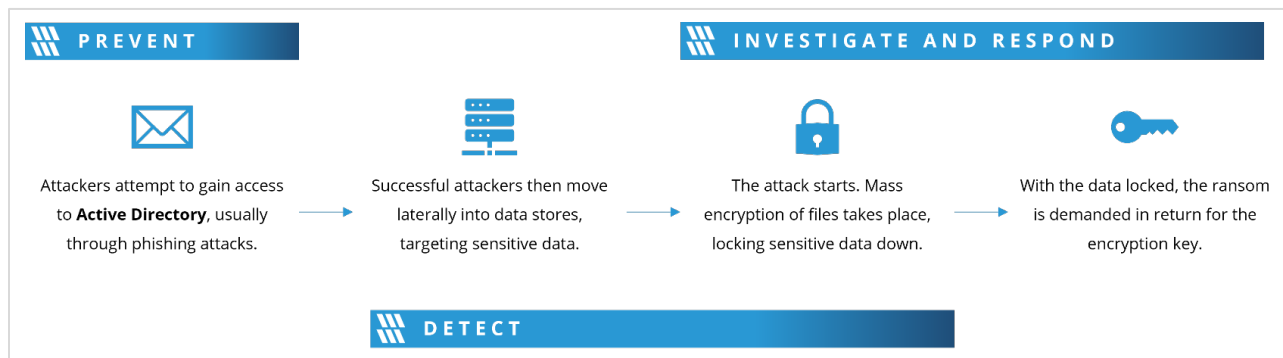 PREVENT
INVESTIGATE AND RESPOND
Attackers attempt to gain access
to Active Directory, usually
through phishing attacks.
Successful attackers then move
laterally into data stores,
targeting sensitive data.
The attack starts. Mass
encryption of files takes place,
locking sensitive data down.
With the data locked, the ransom
is demanded in return for the
encryption key.
DETECT